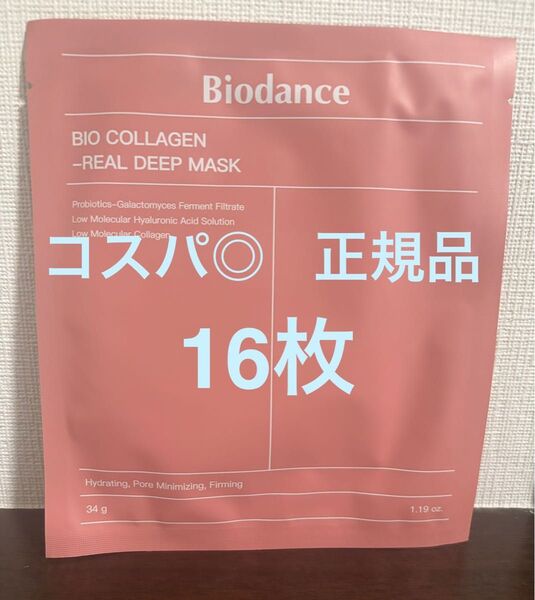 Biodance
BIO COLLAGEN
-REAL DEEP MASK
Probiotics-Galactomyces Ferment Filtrate
Low Molecular Hyaluronic Acid Solution
Low Molecular Collagen
コスパ◎ 正規品
16枚
Hydrating, Pore Minimizing, Firming
34 g 1.19 oz.